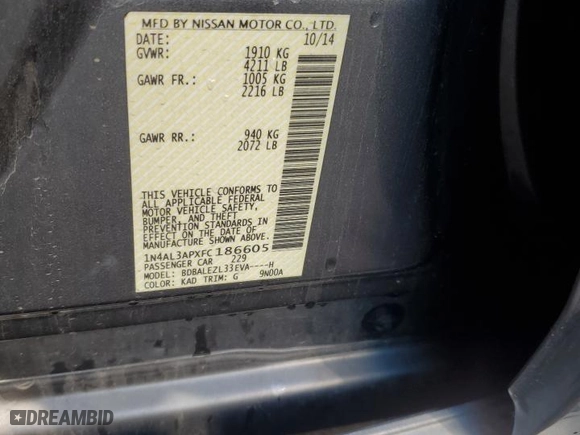 MFD BY NISSAN MOTOR CO., LTD.
DATE: 10/14
GVWR: 1910 KG
4211 LB
GAWR FR.: 1005 KG
2216 LB
GAWR RR.: 940 KG
2072 LB
THIS VEHICLE CONFORMS TO
ALL APPLICABLE FEDERAL
MOTOR VEHICLE SAFETY,
BUMPER, AND THEFT
PREVENTION STANDARDS IN
EFFECT ON THE DATE OF
MANUFACTURE SHOWN ABOVE.
1N4AL3APXFC186605
PASSENGER CAR 229
MODEL: BDBALEZL33EVA----H
COLOR: KAD TRIM: G 9N00A
DREAMBID